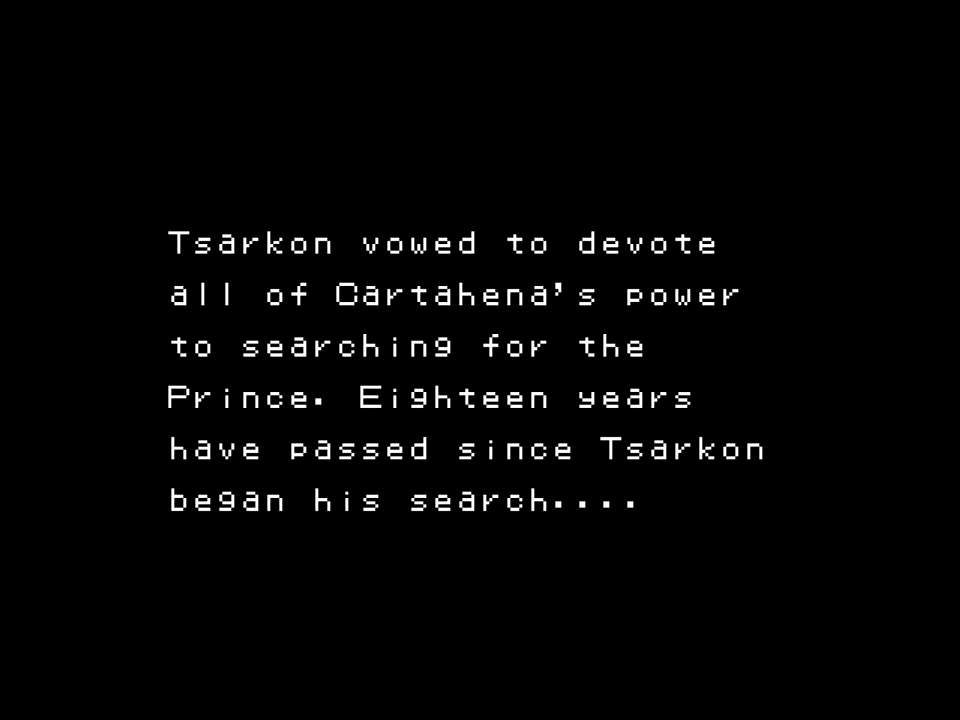 Tsarkon vowed to devote
all of Cartahena's power
to searching for the
Prince. Eighteen years
have passed since Tsarkon
began his search....